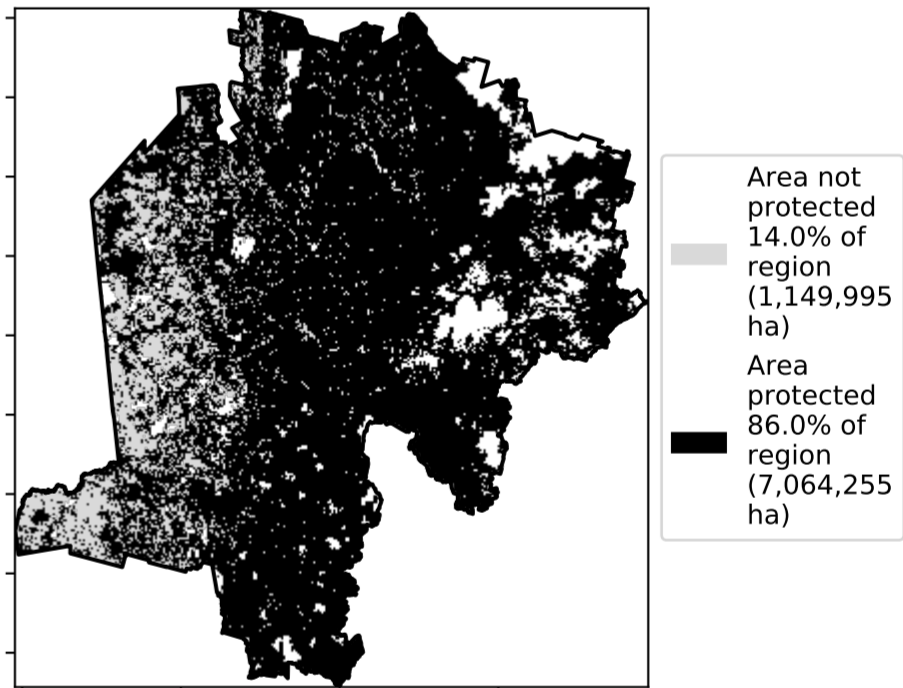 Area not
protected
14.0% of
region
(1,149,995
ha)
Area
protected
86.0% of
region
(7,064,255
ha)